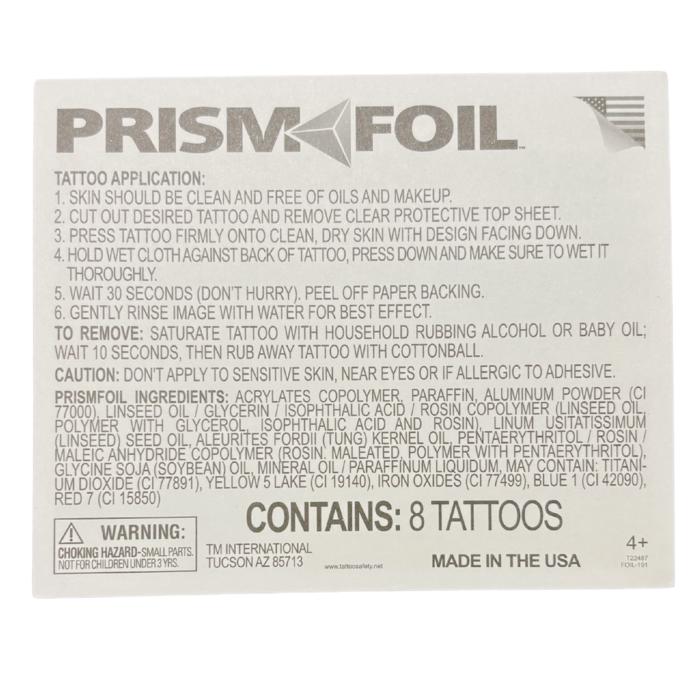 PRISMFOIL™
TATTOO APPLICATION:
1. SKIN SHOULD BE CLEAN AND FREE OF OILS AND MAKEUP.
2. CUT OUT DESIRED TATTOO AND REMOVE CLEAR PROTECTIVE TOP SHEET.
3. PRESS TATTOO FIRMLY ONTO CLEAN, DRY SKIN WITH DESIGN FACING DOWN.
4. HOLD WET CLOTH AGAINST BACK OF TATTOO, PRESS DOWN AND MAKE SURE TO WET IT
THOROUGHLY.
5. WAIT 30 SECONDS (DON'T HURRY). PEEL OFF PAPER BACKING.
6. GENTLY RINSE IMAGE WITH WATER FOR BEST EFFECT.
TO REMOVE: SATURATE TATTOO WITH HOUSEHOLD RUBBING ALCOHOL OR BABY OIL;
WAIT 10 SECONDS, THEN RUB AWAY TATTOO WITH COTTONBALL.
CAUTION: DON'T APPLY TO SENSITIVE SKIN, NEAR EYES OR IF ALLERGIC TO ADHESIVE.
PRISMFOIL INGREDIENTS: ACRYLATES COPOLYMER, PARAFFIN, ALUMINUM POWDER (CI
77000), LINSEED OIL / GLYCERIN / ISOPHTHALIC ACID / ROSIN COPOLYMER (LINSEED OIL,
POLYMER WITH GLYCEROL, ISOPHTHALIC ACID AND ROSIN), LINUM USITATISSIMUM
(LINSEED) SEED OIL, ALEURITES FORDII (TUNG) KERNEL OIL, PENTAERYTHRITOL / ROSIN /
MALEIC ANHYDRIDE COPOLYMER (ROSIN, MALEATED, POLYMER WITH PENTAERYTHRITOL),
GLYCINE SOJA (SOYBEAN) OIL, MINERAL OIL / PARAFFINUM LIQUIDUM, MAY CONTAIN: TITANI-
UM DIOXIDE (CI 77891), YELLOW 5 LAKE (CI 19140), IRON OXIDES (CI 77499), BLUE 1 (CI 42090),
RED 7 (CI 15850)
CONTAINS: 8 TATTOOS
WARNING:
CHOKING HAZARD-SMALL PARTS.
NOT FOR CHILDREN UNDER 3 YRS.
TM INTERNATIONAL
TUCSON AZ 85713
www.tattoosafety.net
MADE IN THE USA
4+
T22487
FOIL-191